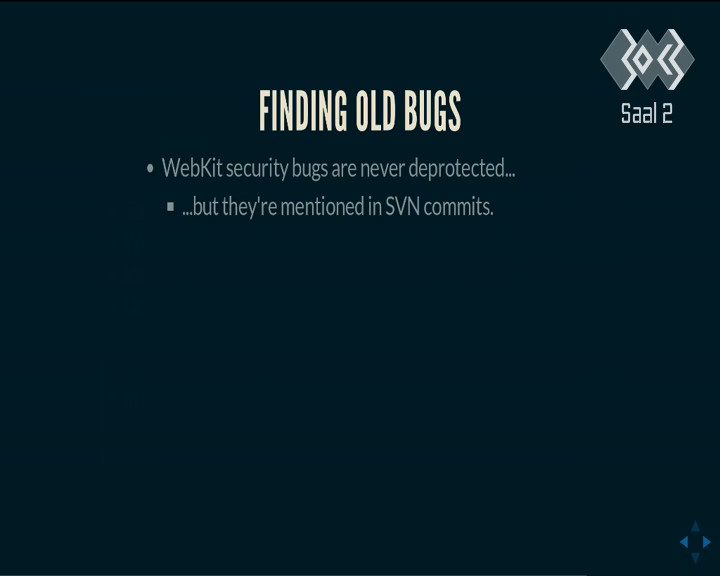 Saal 2
FINDING OLD BUGS
WebKit security bugs are never deprotected...
...but they're mentioned in SVN commits.